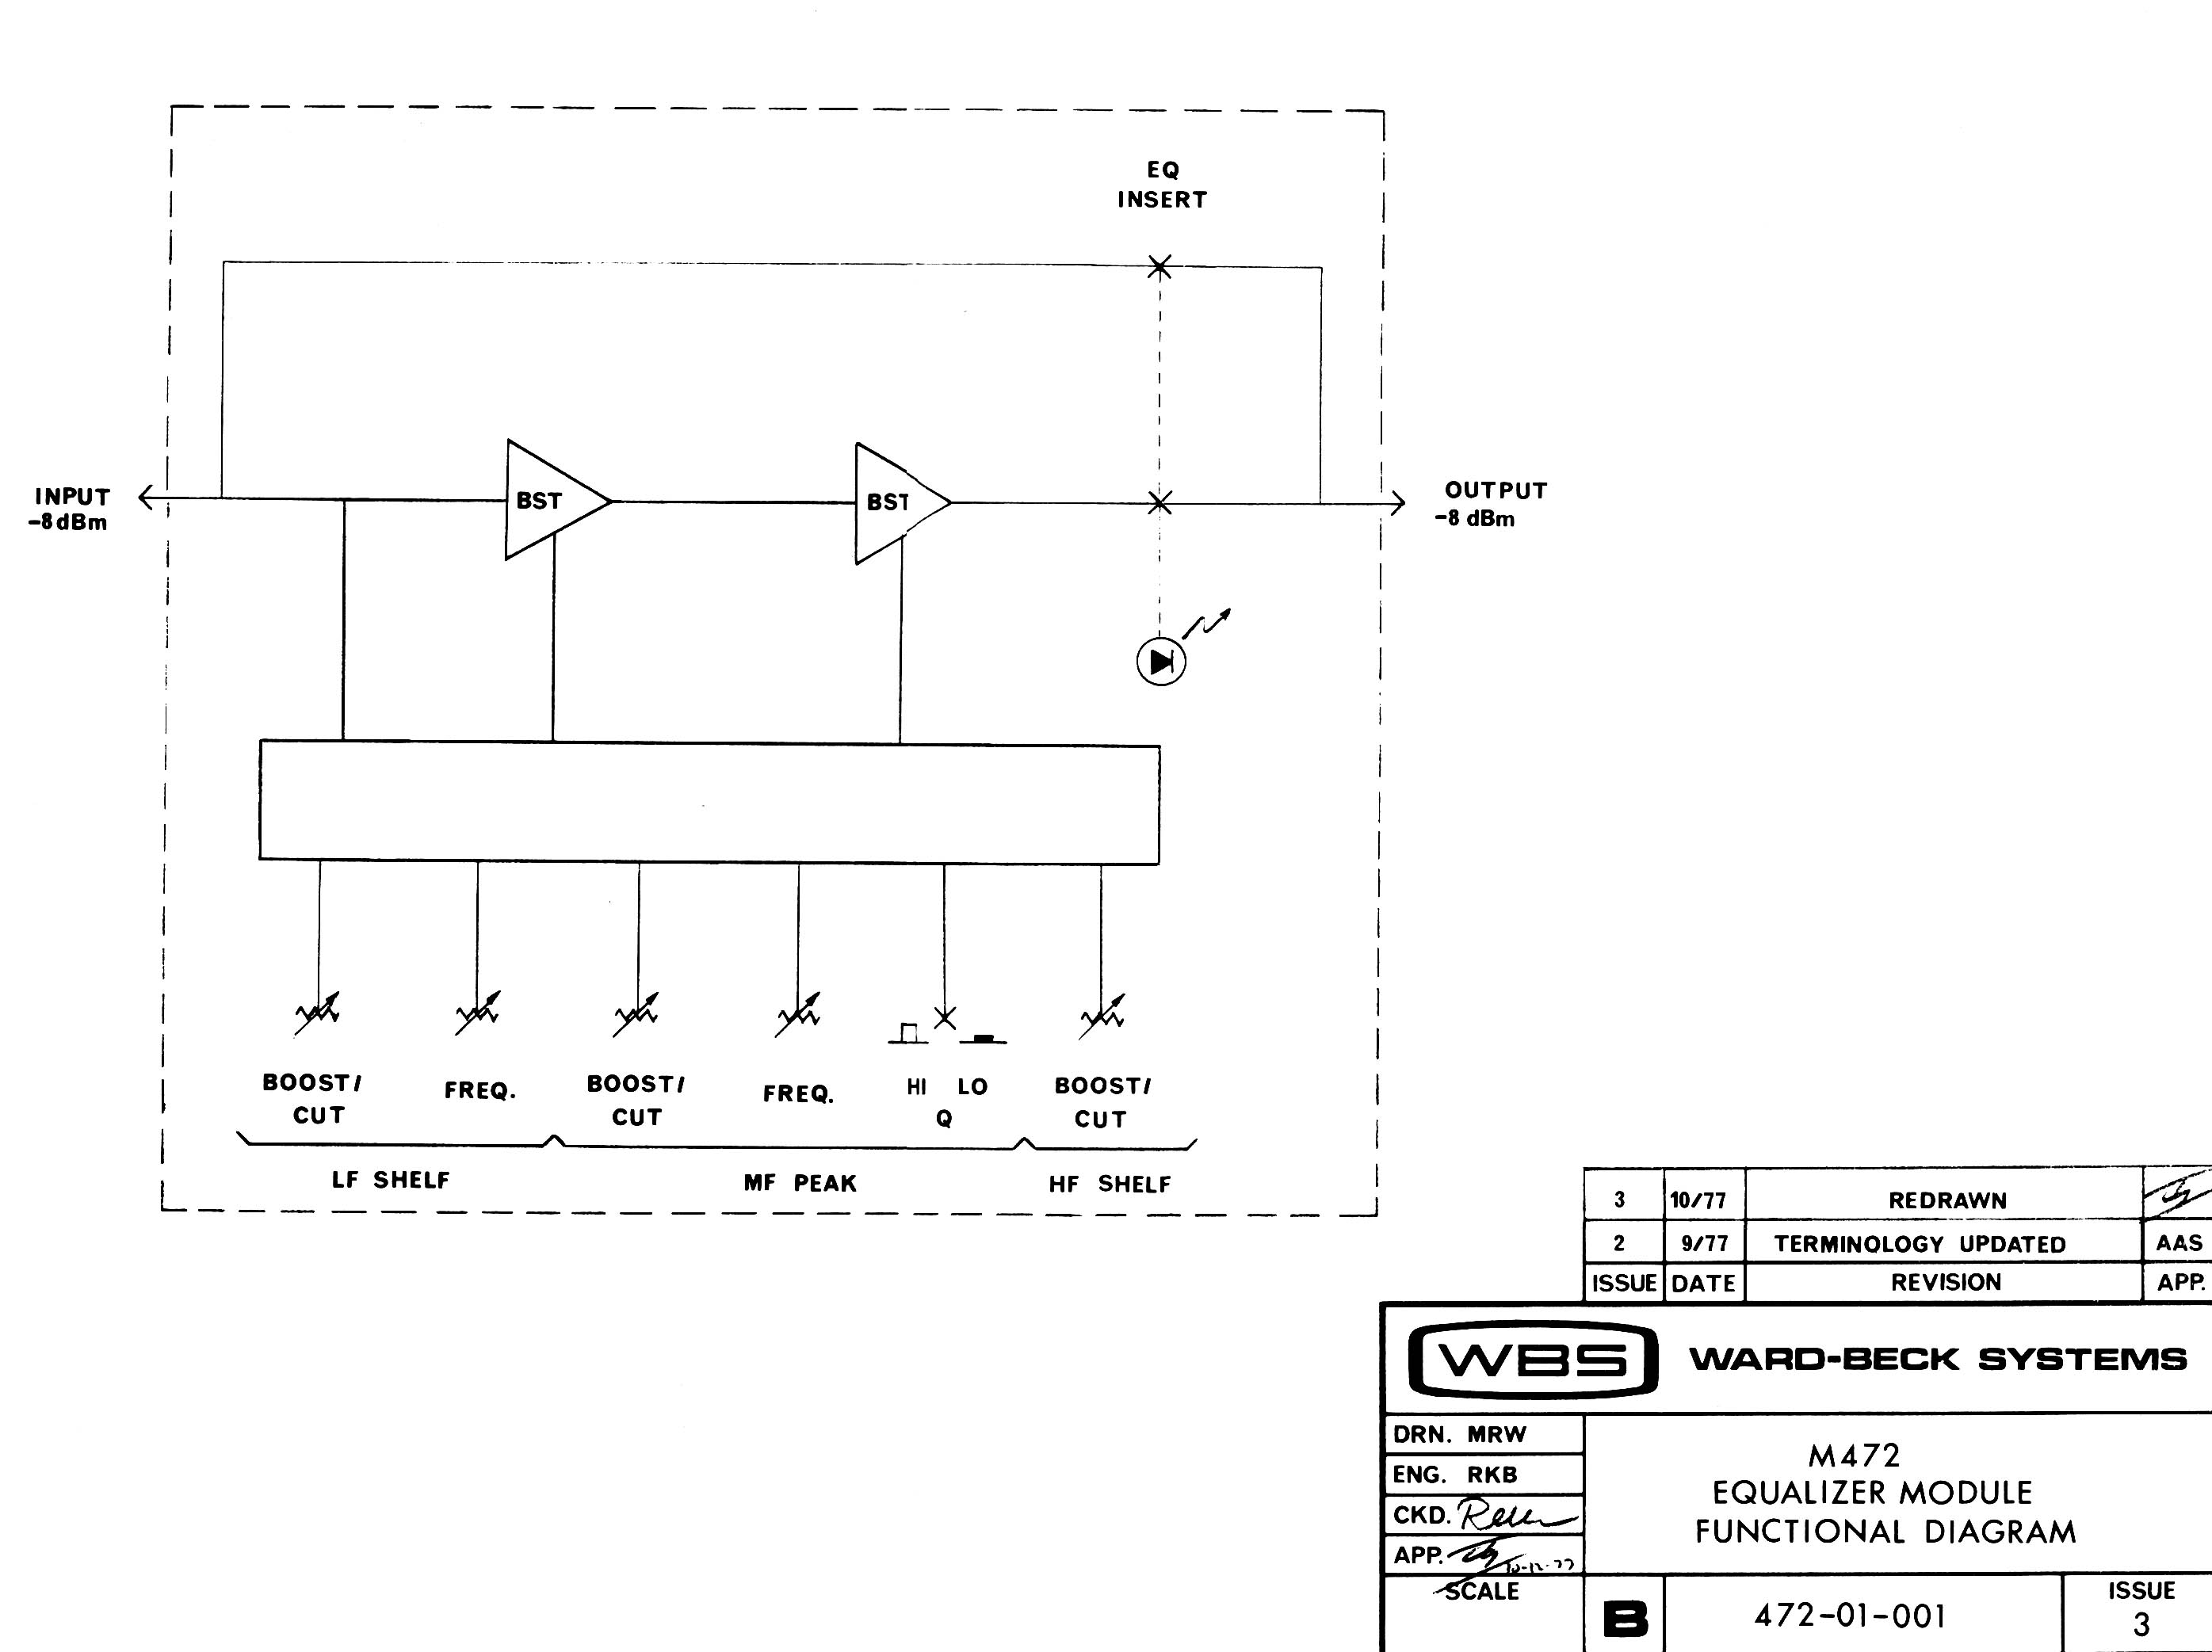 EQ
INSERT
INPUT
-8 dBm
BST
BST
OUTPUT
-8 dBm
BOOST/
CUT
FREQ.
BOOST/
CUT
FREQ.
HI LO
Q
BOOST/
CUT
LF SHELF
MF PEAK
HF SHELF
3 10/77 REDRAWN
2 9/77 TERMINOLOGY UPDATED AAS
ISSUE DATE REVISION APP.
WBS WARD-BECK SYSTEMS
DRN. MRW
ENG. RKB
CKD.
APP.
SCALE
M472
EQUALIZER MODULE
FUNCTIONAL DIAGRAM
B 472-01-001
ISSUE
3